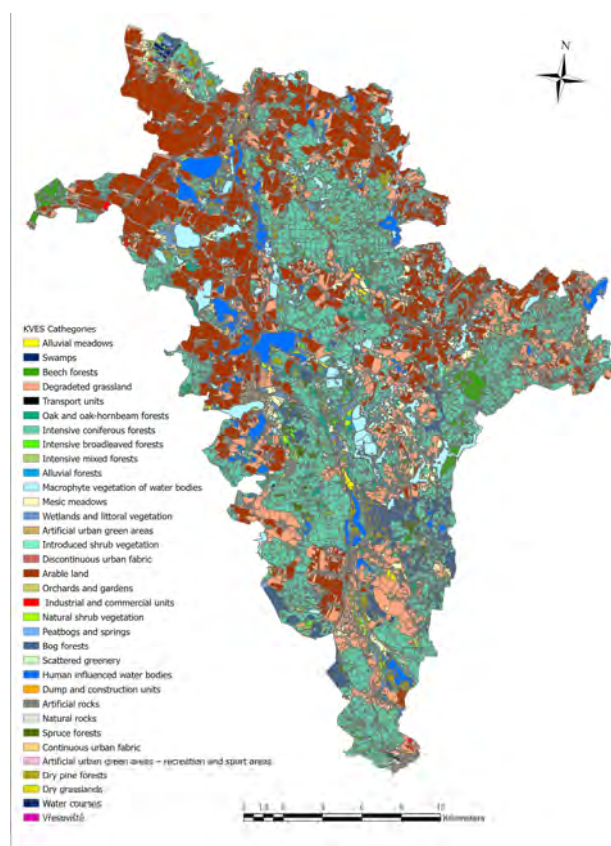 N
KVES Cathegories
Alluvial meadows
Swamps
Beech forests
Degradeted grassland
Transport units
Oak and oak-hornbeam forests
Intensive coniferous forests
Intensive broadleaved forests
Intensive mixed forests
Alluvial forests
Macrophyte vegetation of water bodies
Mesic meadows
Wetlands and littoral vegetation
Artificial urban green areas
Introduced shrub vegetation
Discontinuous urban fabric
Arable land
Orchards and gardens
Industrial and commercial units
Natural shrub vegetation
Peatbogs and springs
Bog forests
Scattered greenery
Human influenced water bodies
Dump and construction units
Artificial rocks
Natural rocks
Spruce forests
Continuous urban fabric
Artificial urban green areas – recreation and sport areas
Dry pine forests
Dry grasslands
Water courses
Vřesoviště
Kilometers